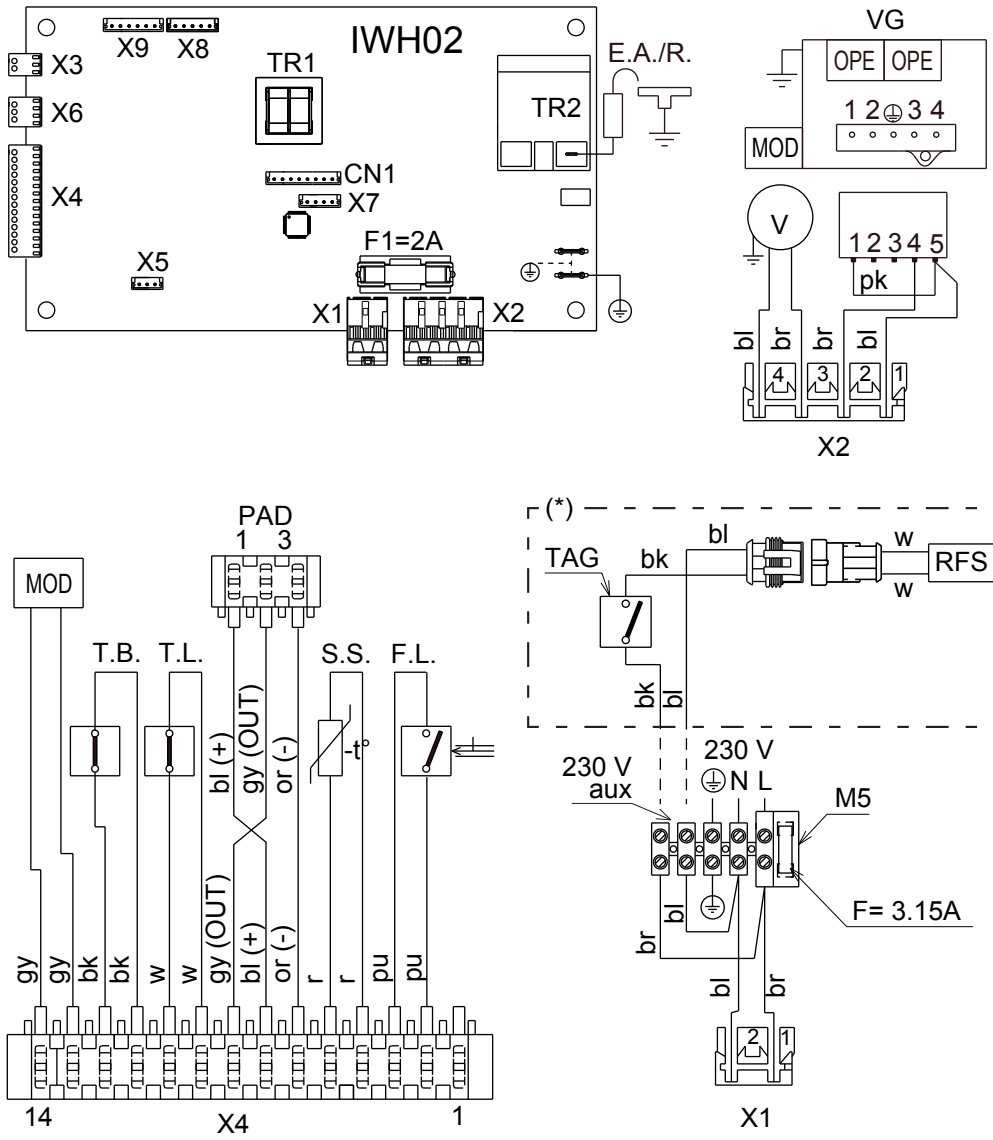 IWH02
X9 X8
X3
X6
X4
TR1
TR2
E.A./R.
CN1
X7
F1=2A
X5
X1
X2
VG
OPE OPE
1 2 3 4
MOD
V
1 2 3 4 5
pk
bl br br bl
4 3 2 1
X2
PAD
1 3
MOD
T.B. T.L. S.S. F.L.
-t°
bl (+)
gy (OUT)
or (-)
gy gy bk bk w w gy (OUT) bl (+) or (-) r r pu pu
14 1
X4
(*)
TAG
bk
bl
w
RFS
w
bk bl
230 V
aux
230 V
N L
M5
F= 3.15A
br bl
bl br
2 1
X1